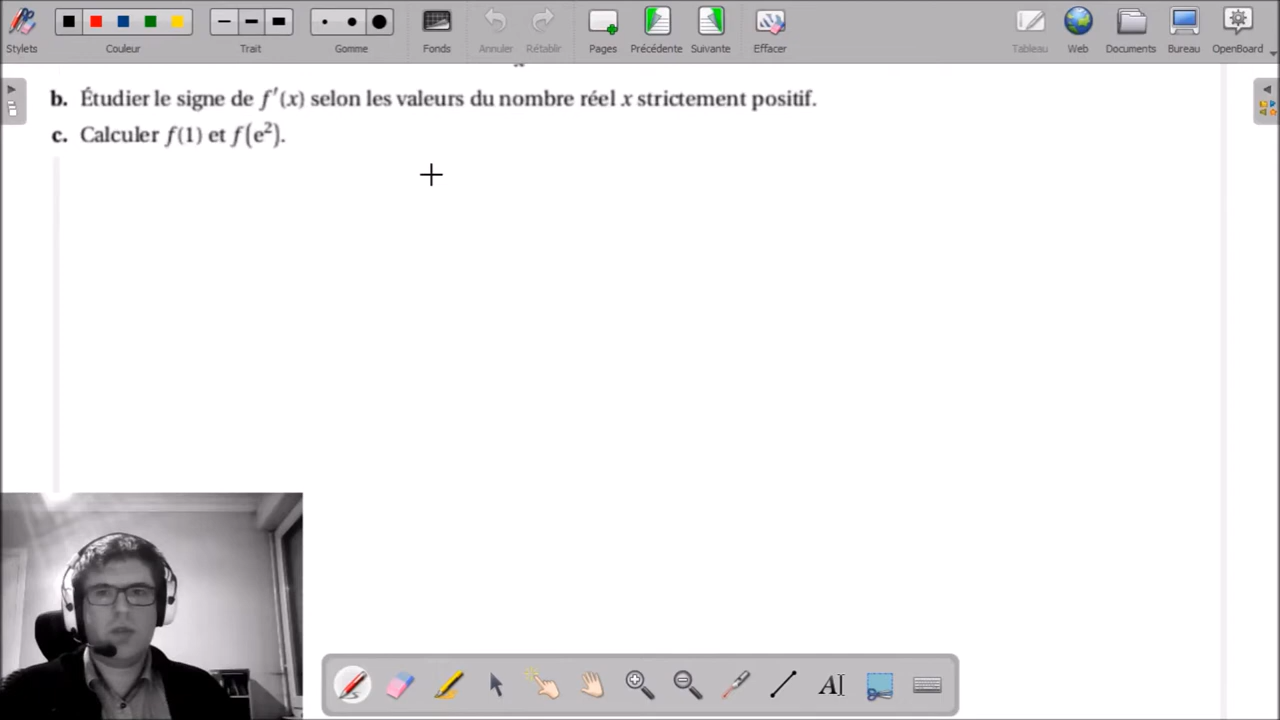 Stylets
Couleur
Trait
Gomme
Fonds
Annuler
Rétablir
Pages
Précédente
Suivante
Effacer
Tableau
Web
Documents
Bureau
OpenBoard
b. Étudier le signe de f′(x) selon les valeurs du nombre réel x strictement positif.
c. Calculer f(1) et f(e²).
AI